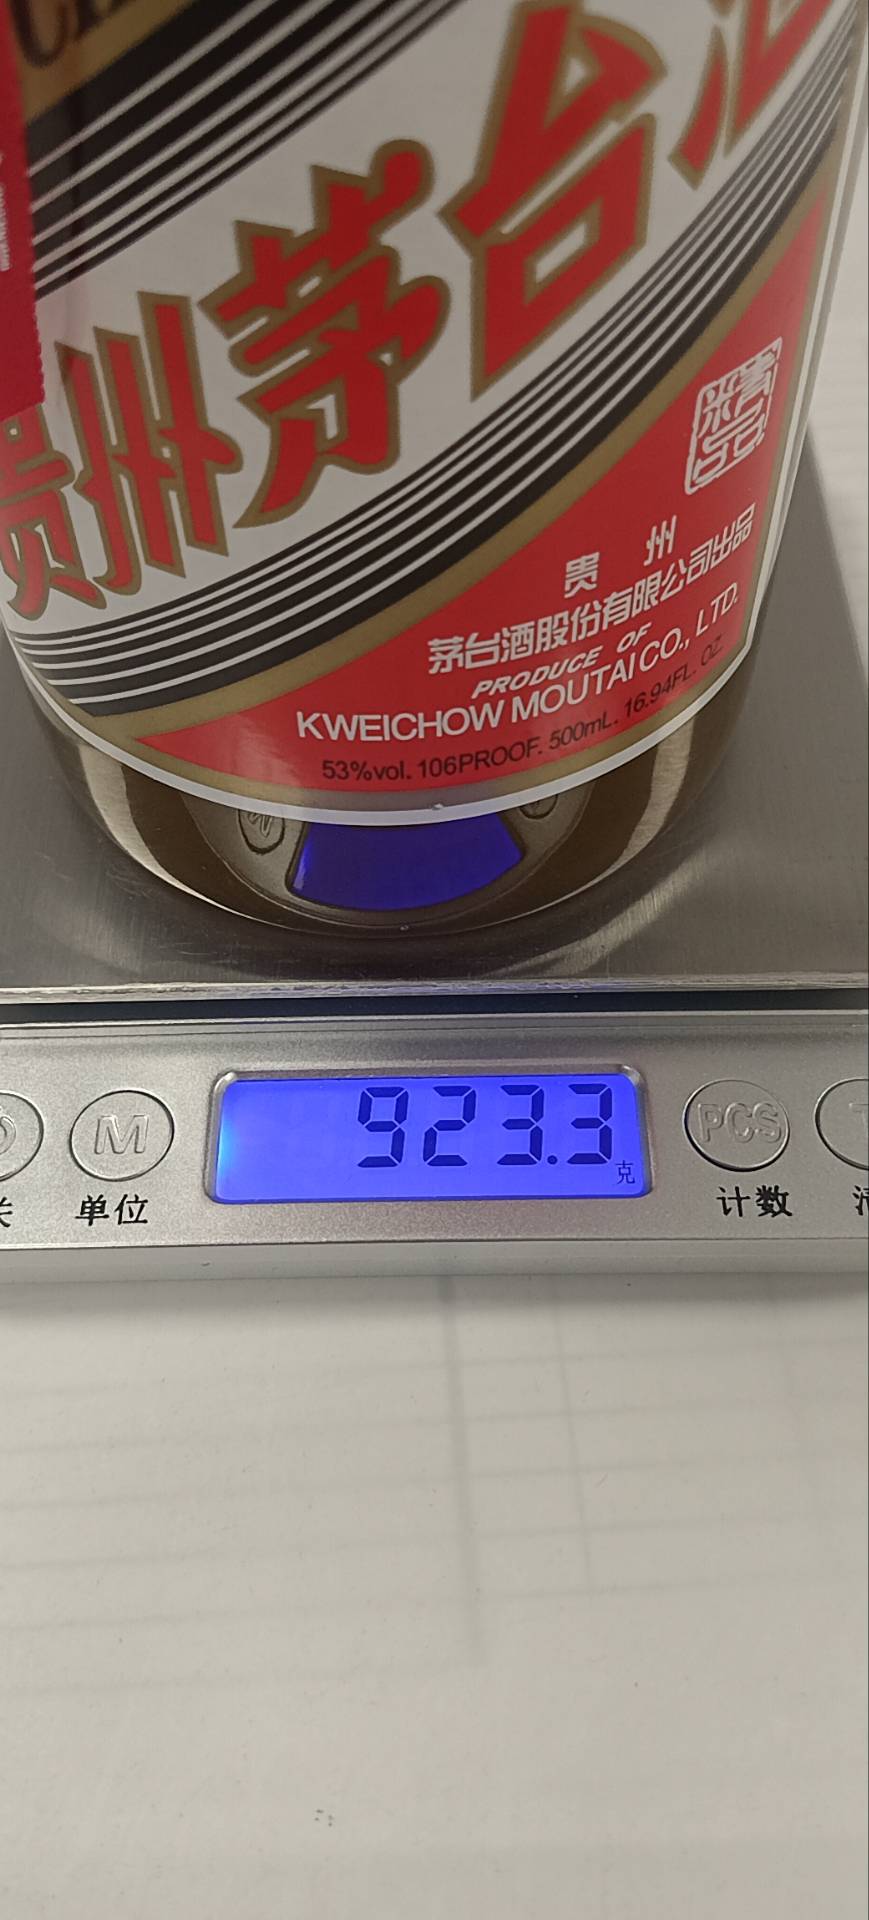 贵州茅台酒
精品
贵州
茅台酒股份有限公司出品
PRODUCE OF
KWEICHOW MOUTAI CO., LTD.
53%vol. 106PROOF. 500mL. 16.94FL. OZ
923.3
克
M
PCS
单位
计数